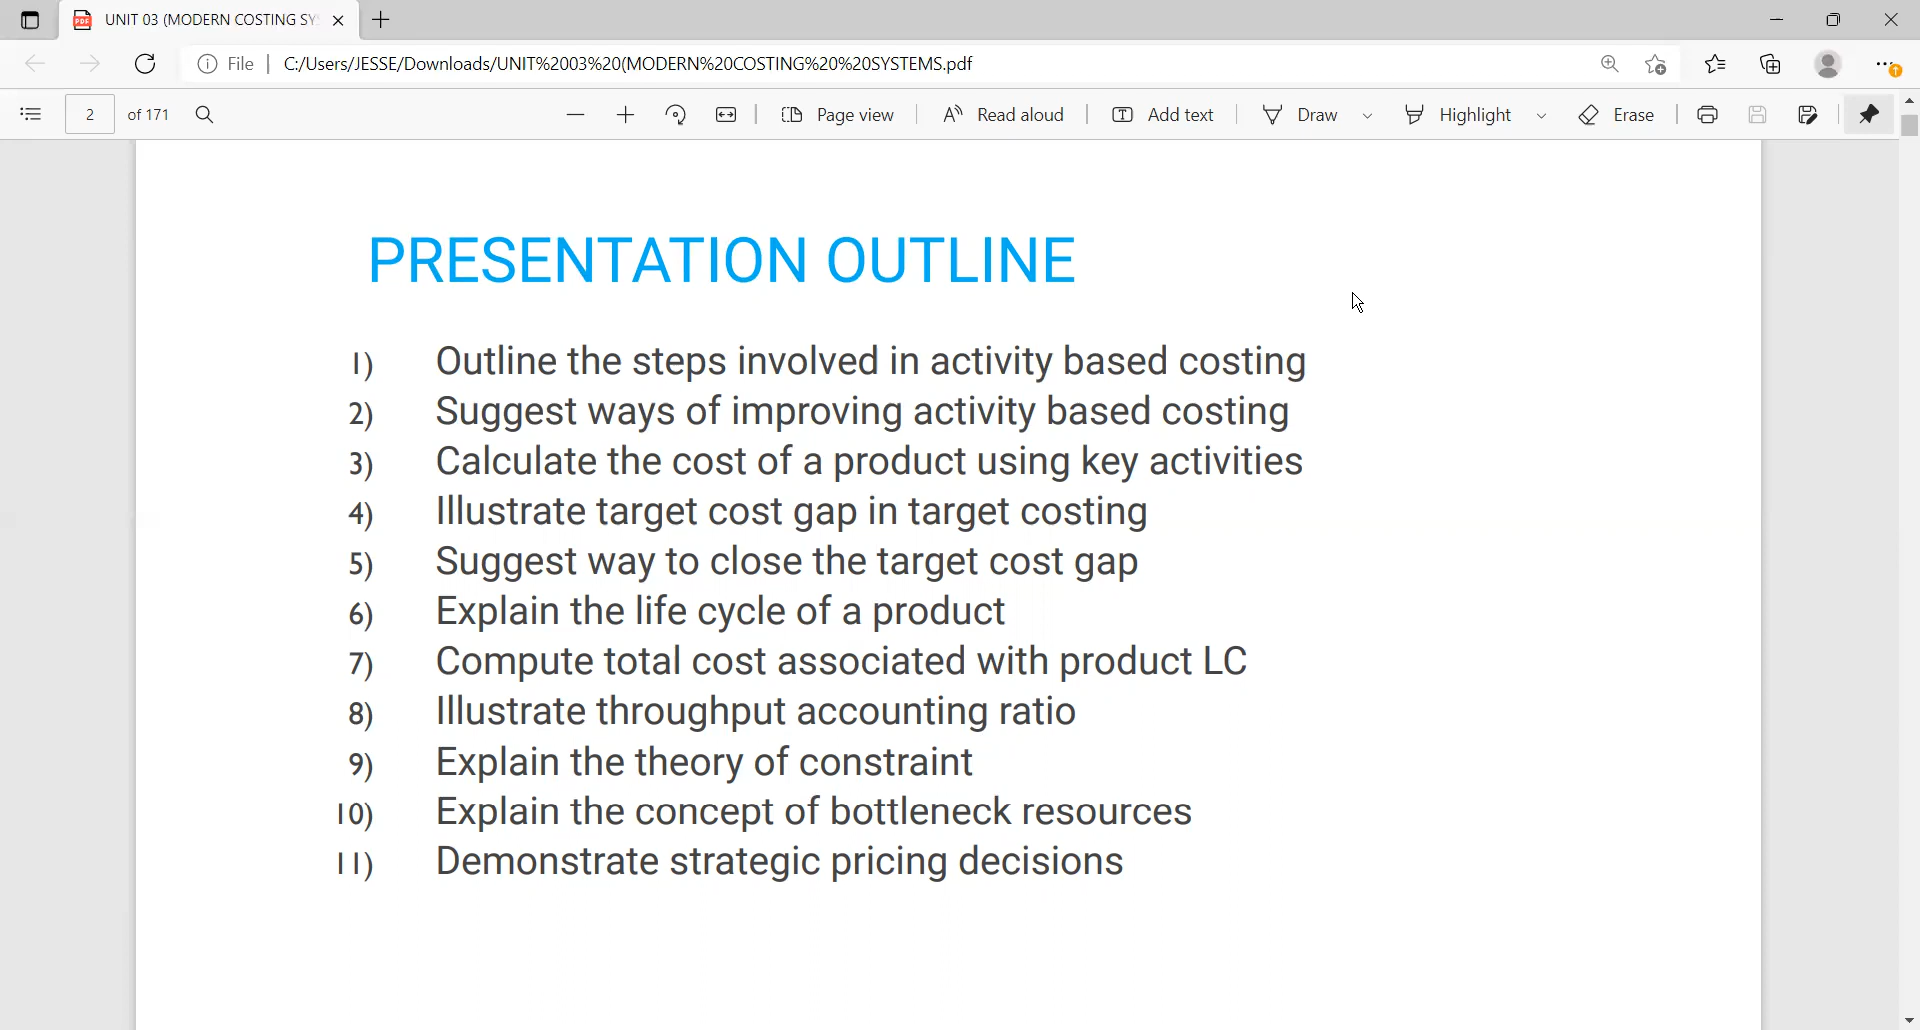 UNIT 03 (MODERN COSTING SY
File
C:/Users/JESSE/Downloads/UNIT%2003%20(MODERN%20COSTING%20%20SYSTEMS.pdf
2 of 171
Page view
Read aloud
Add text
Draw
Highlight
Erase
PRESENTATION OUTLINE
1) Outline the steps involved in activity based costing
2) Suggest ways of improving activity based costing
3) Calculate the cost of a product using key activities
4) Illustrate target cost gap in target costing
5) Suggest way to close the target cost gap
6) Explain the life cycle of a product
7) Compute total cost associated with product LC
8) Illustrate throughput accounting ratio
9) Explain the theory of constraint
10) Explain the concept of bottleneck resources
11) Demonstrate strategic pricing decisions